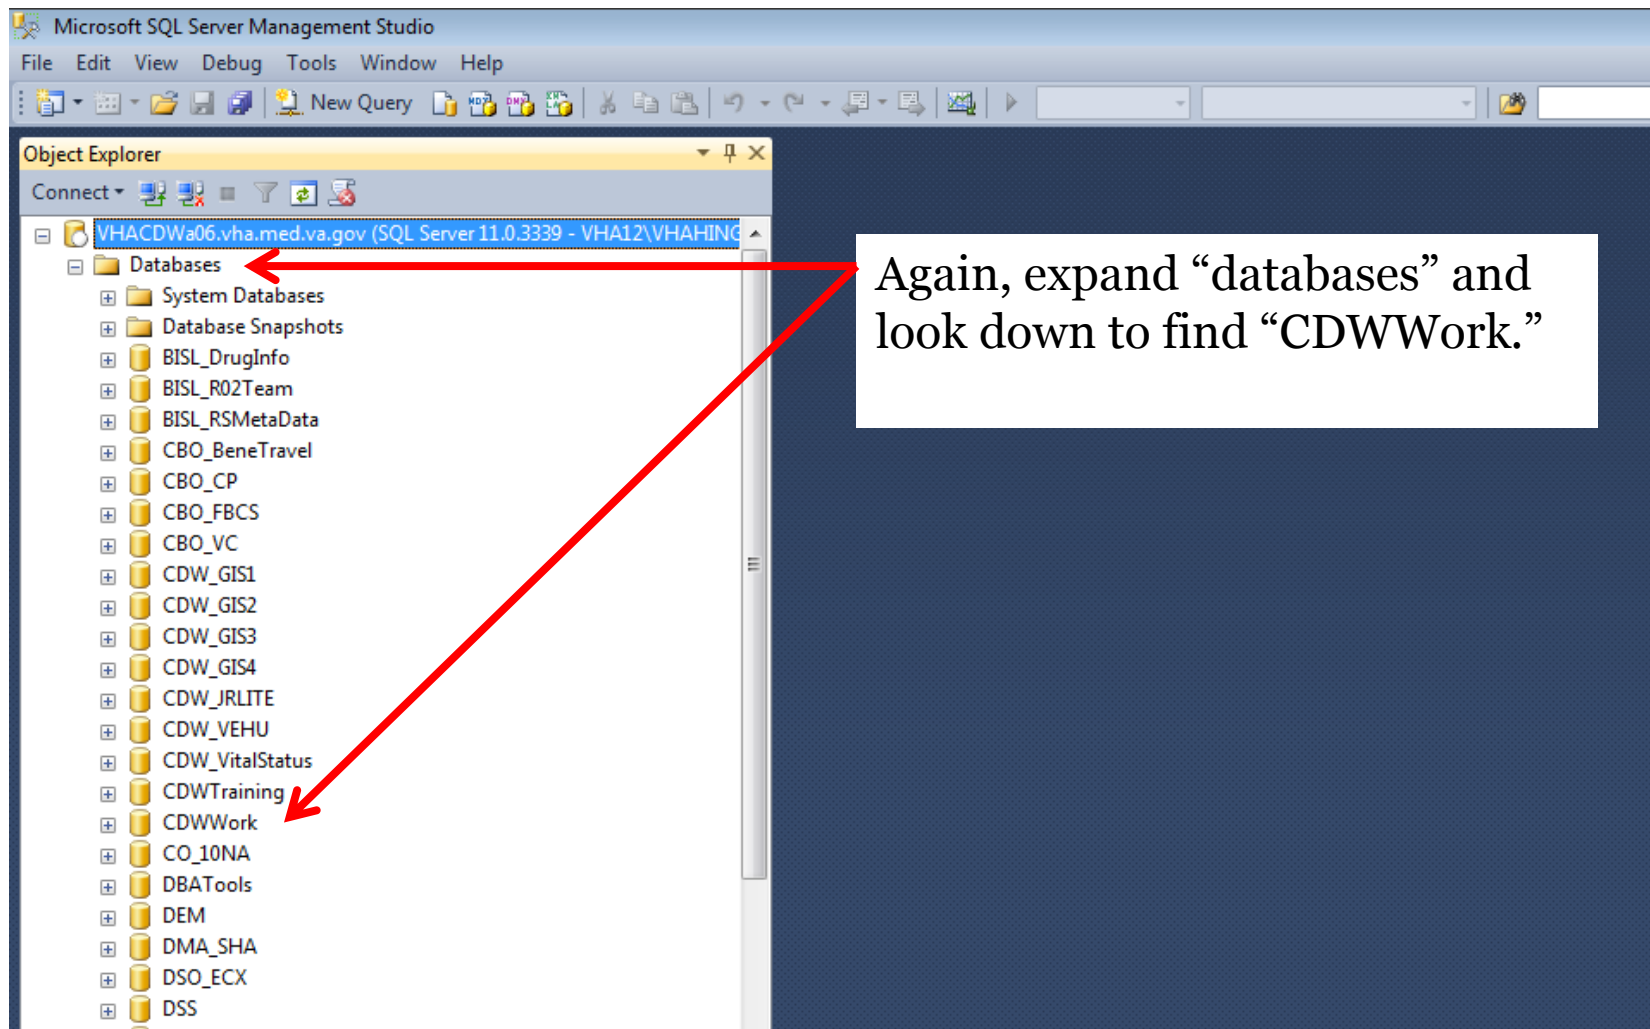 Microsoft SQL Server Management Studio
File Edit View Debug Tools Window Help
New Query
Object Explorer
Connect
VHACDWa06.vha.med.va.gov (SQL Server 11.0.3339 - VHA12\VHAHING
Databases
System Databases
Database Snapshots
BISL_DrugInfo
BISL_R02Team
BISL_RSMetaData
CBO_BeneTravel
CBO_CP
CBO_FBCS
CBO_VC
CDW_GIS1
CDW_GIS2
CDW_GIS3
CDW_GIS4
CDW_JRLITE
CDW_VEHU
CDW_VitalStatus
CDWTraining
CDWWork
CO_10NA
DBATools
DEM
DMA_SHA
DSO_ECX
DSS
Again, expand “databases” and
look down to find “CDWWork.”